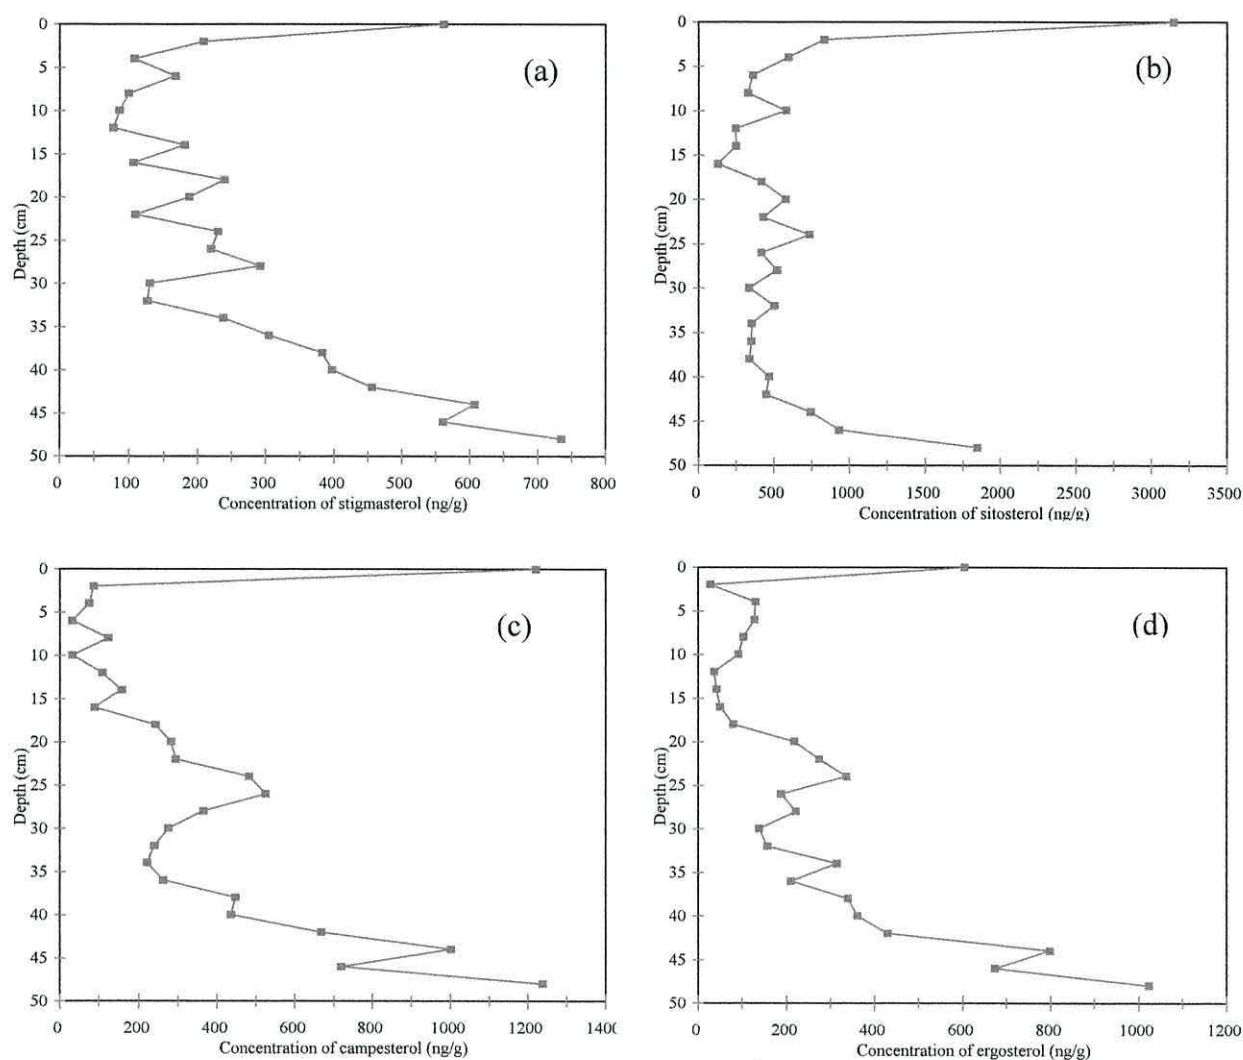 0
5
10
15
20
25
30
35
40
45
50
Depth (cm)
(a)
0 100 200 300 400 500 600 700 800
Concentration of stigmasterol (ng/g)
0
5
10
15
20
25
30
35
40
45
50
Depth (cm)
(b)
0 500 1000 1500 2000 2500 3000 3500
Concentration of sitosterol (ng/g)
0
5
10
15
20
25
30
35
40
45
50
Depth (cm)
(c)
0 200 400 600 800 1000 1200 1400
Concentration of campesterol (ng/g)
0
5
10
15
20
25
30
35
40
45
50
Depth (cm)
(d)
0 200 400 600 800 1000 1200
Concentration of ergosterol (ng/g)